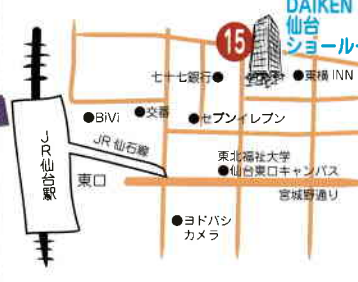 DAIKEN
仙台
ショール
15
七十七銀行
東横 INN
BiVi
交番
セブンイレブン
JR 仙石線
JR仙台駅
東口
東北福祉大学
仙台東口キャンパス
宮城野通り
ヨドバシ
カメラ